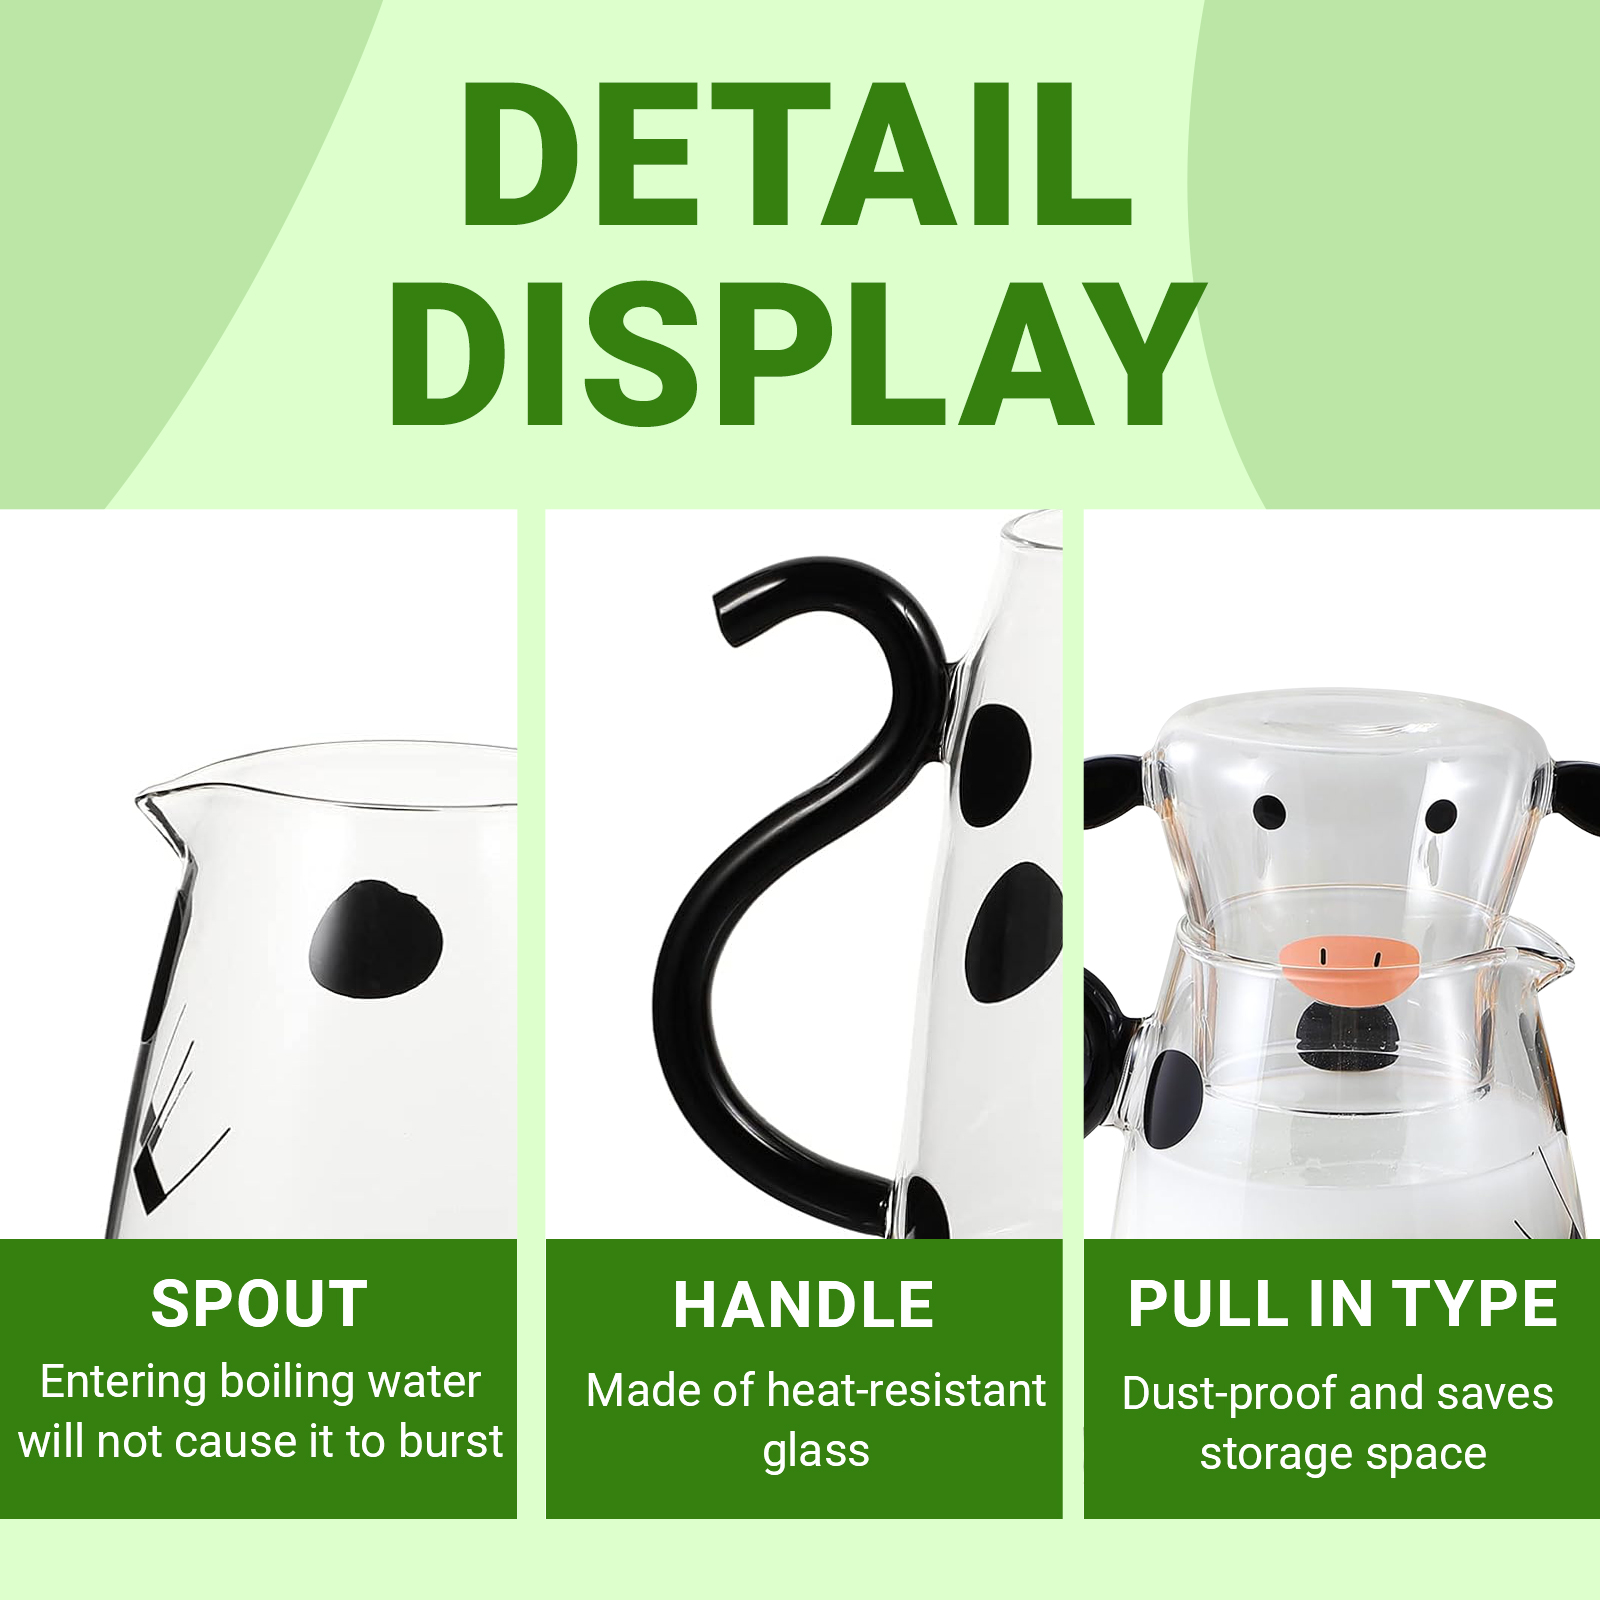 DETAIL
DISPLAY
SPOUT
Entering boiling water
will not cause it to burst
HANDLE
Made of heat-resistant
glass
PULL IN TYPE
Dust-proof and saves
storage space